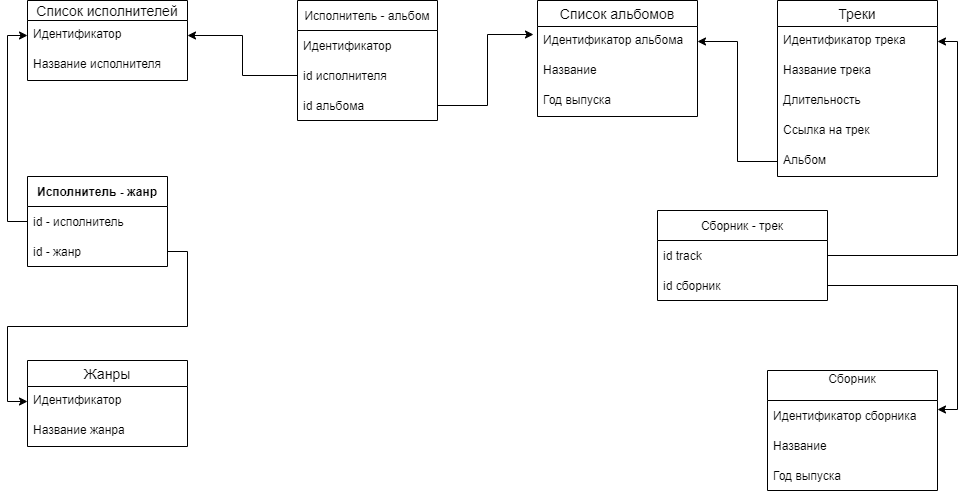 Список исполнителей
Идентификатор
Название исполнителя
Исполнитель - альбом
Идентификатор
id исполнителя
id альбома
Список альбомов
Идентификатор альбома
Название
Год выпуска
Треки
Идентификатор трека
Название трека
Длительность
Ссылка на трек
Альбом
Исполнитель - жанр
id - исполнитель
id - жанр
Сборник - трек
id track
id сборник
Жанры
Идентификатор
Название жанра
Сборник
Идентификатор сборника
Название
Год выпуска